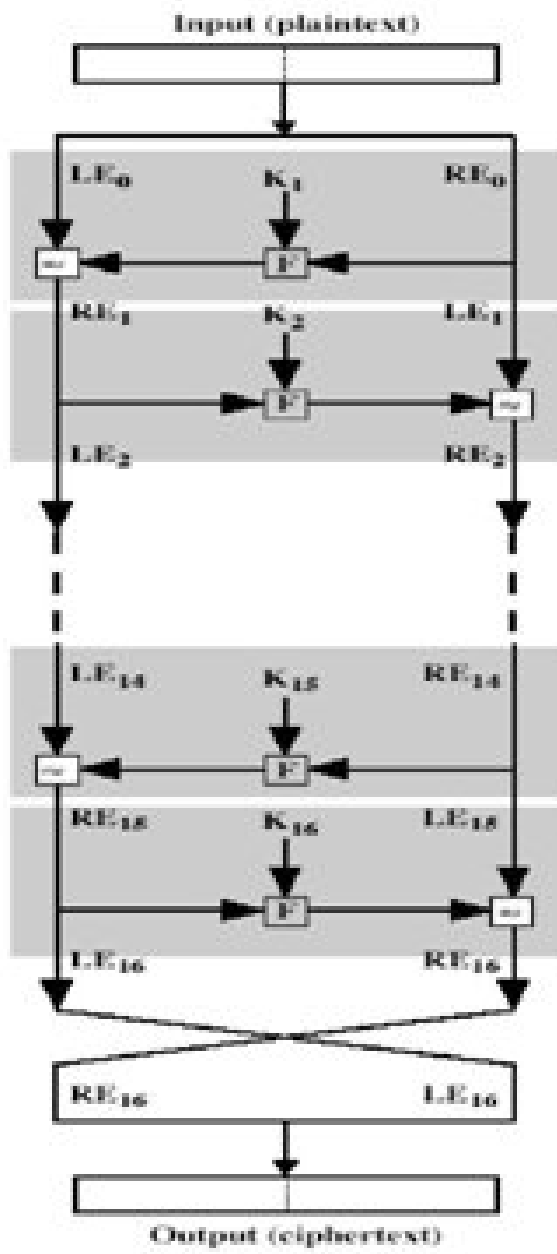 Input (plaintext)
LE₀ K₁ RE₀
F
RE₁ K₂ LE₁
F
LE₂ RE₂
LE₁₄ K₁₅ RE₁₄
F
RE₁₅ K₁₆ LE₁₅
F
LE₁₆ RE₁₆
RE₁₆ LE₁₆
Output (ciphertext)